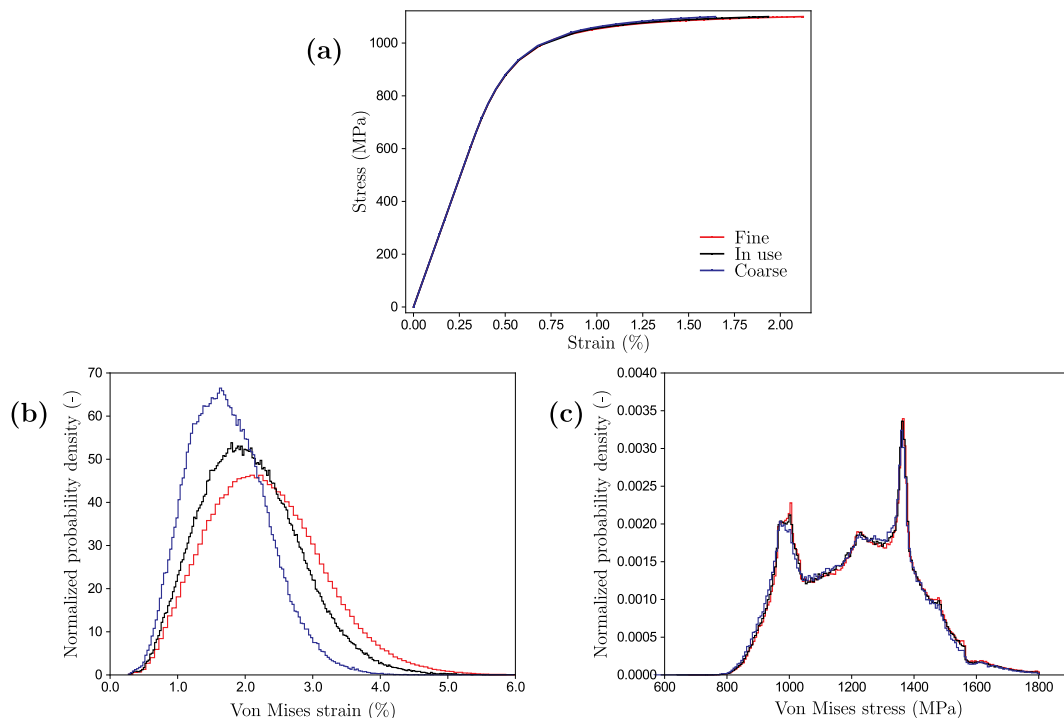 (a)
Stress (MPa)
1000
800
600
400
200
0
Fine
In use
Coarse
0.00 0.25 0.50 0.75 1.00 1.25 1.50 1.75 2.00
Strain (%)
(b)
Normalized probability density (-)
70
60
50
40
30
20
10
0
0.0 1.0 2.0 3.0 4.0 5.0 6.0
Von Mises strain (%)
(c)
Normalized probability density (-)
0.0040
0.0035
0.0030
0.0025
0.0020
0.0015
0.0010
0.0005
0.0000
600 800 1000 1200 1400 1600 1800
Von Mises stress (MPa)